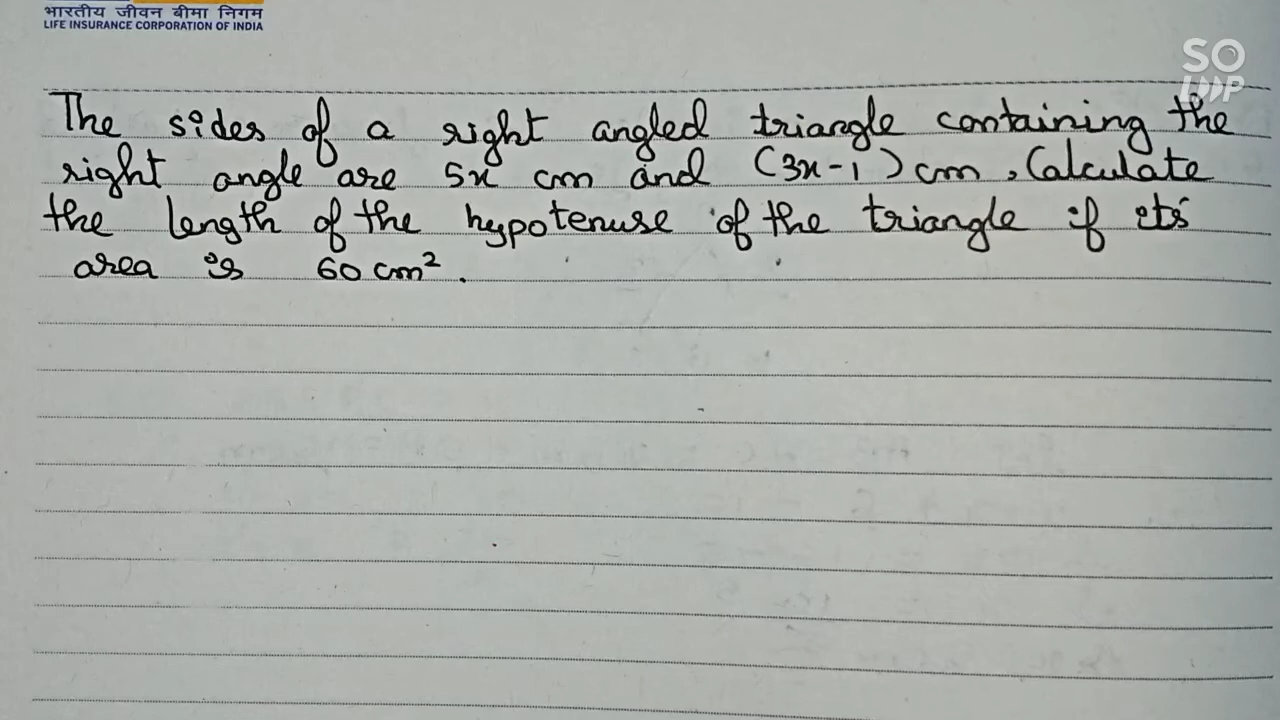 भारतीय जीवन बीमा निगम
LIFE INSURANCE CORPORATION OF INDIA
SO
LOOP
The sides of a right angled triangle containing the
right angle are 5x cm and (3x-1) cm, Calculate
the length of the hypotenuse of the triangle if its
area is 60 cm².